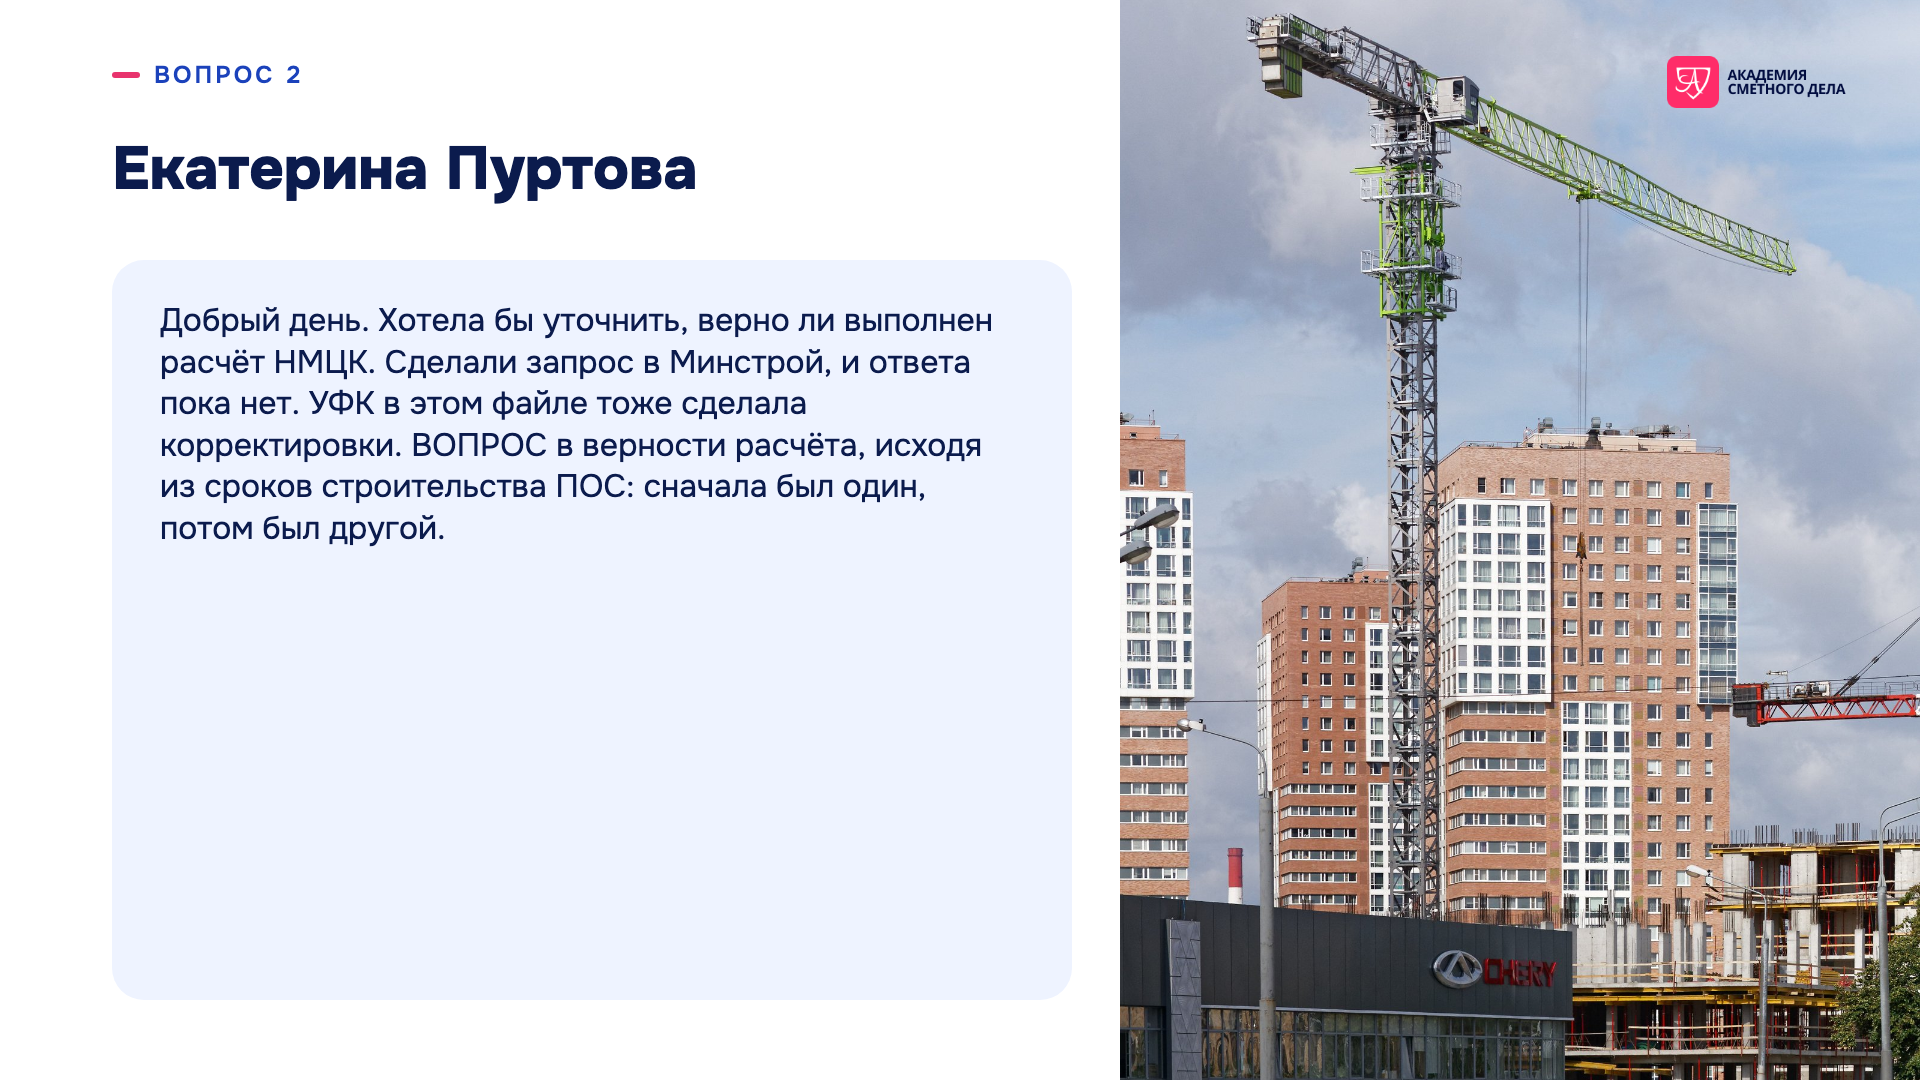 ВОПРОС 2
АКАДЕМИЯ
СМЕТНОГО ДЕЛА
Екатерина Пуртова
Добрый день. Хотела бы уточнить, верно ли выполнен
расчёт НМЦК. Сделали запрос в Минстрой, и ответа
пока нет. УФК в этом файле тоже сделала
корректировки. ВОПРОС в верности расчёта, исходя
из сроков строительства ПОС: сначала был один,
потом был другой.
CHERY